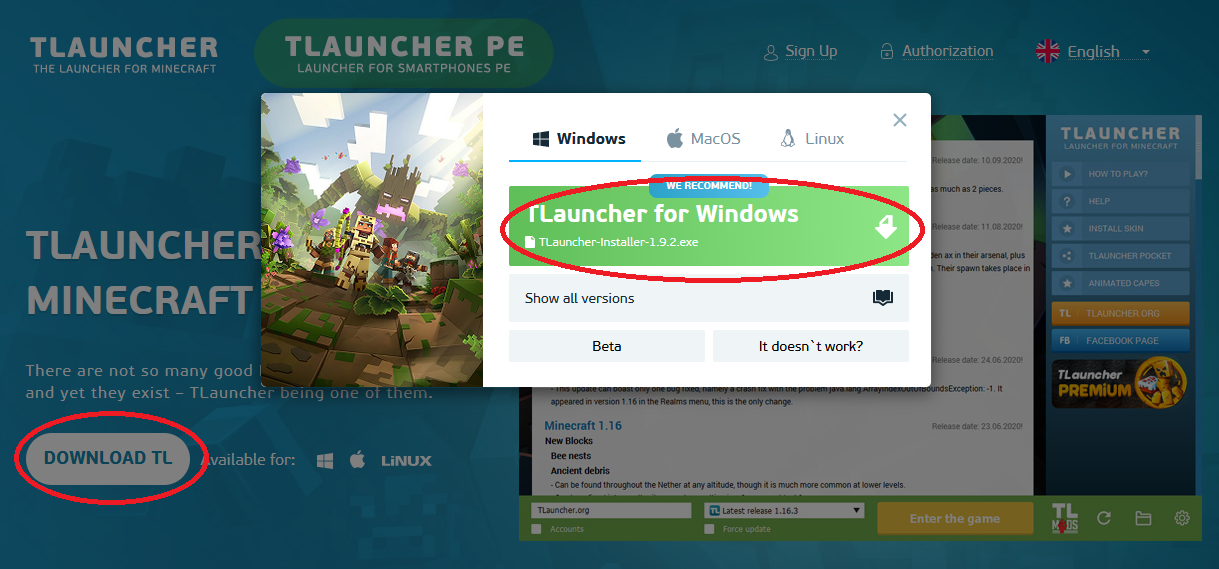 TLAUNCHER
THE LAUNCHER FOR MINECRAFT
TLAUNCHER PE
LAUNCHER FOR SMARTPHONES PE
Sign Up
Authorization
English
Windows
MacOS
Linux
WE RECOMMEND!
TLauncher for Windows
TLauncher-Installer-1.9.2.exe
Show all versions
Beta
It doesn`t work?
TLAUNCHER
MINECRAFT
There are not so many good
and yet they exist – TLauncher being one of them.
DOWNLOAD TL
Available for:
LiNUX
Release date: 10.09.2020!
as much as 2 pieces.
Release date: 11.08.2020!
den ax in their arsenal, plus
. Their spawn takes place in
Release date: 24.06.2020!
- This update can boast only one bug fixed, namely a crash fix with the problem java.lang.ArrayIndexOutOfBoundsException: -1. It
appeared in version 1.16 in the Realms menu, this is the only change.
Minecraft 1.16
Release date: 23.06.2020!
New Blocks
Bee nests
Ancient debris
- Can be found throughout the Nether at any altitude, though it is much more common at lower levels.
TLAUNCHER
LAUNCHER FOR MINECRAFT
HOW TO PLAY?
HELP
INSTALL SKIN
TLAUNCHER POCKET
ANIMATED CAPES
TL TLAUNCHER.ORG
FB FACEBOOK PAGE
TLauncher
PREMIUM
TLauncher.org
Accounts
TL Latest release 1.16.3
Force update
Enter the game
TL
MODS